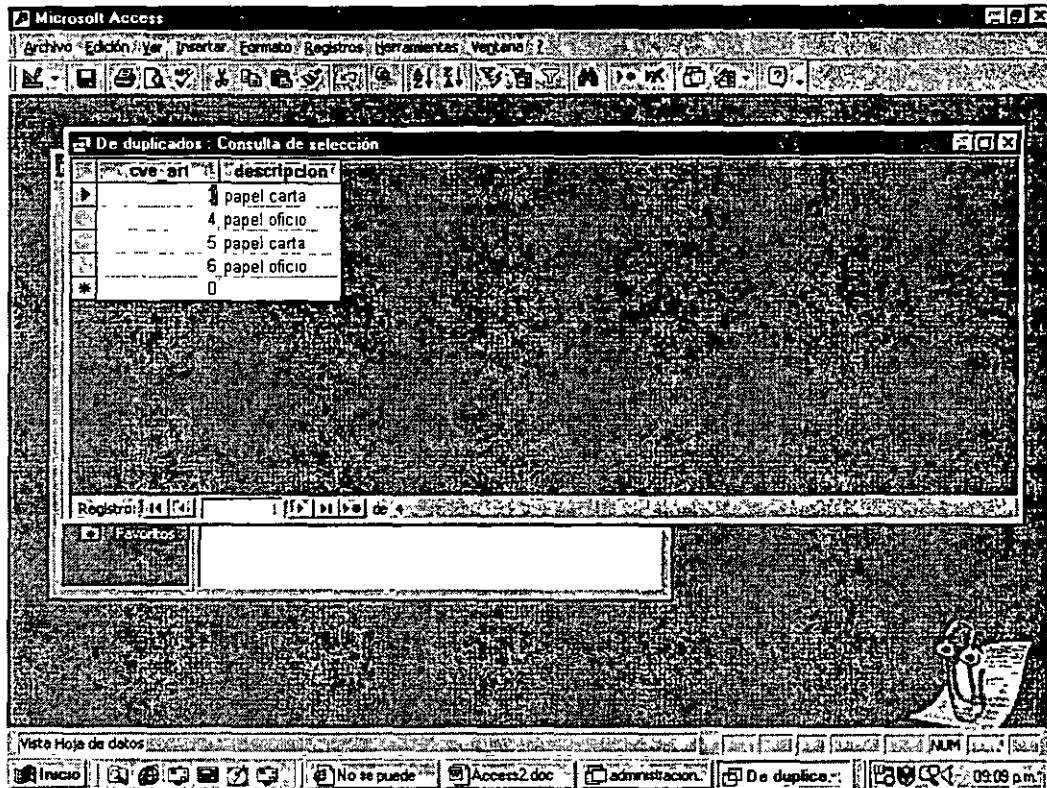 Microsoft Access
Archivo Edición Ver Insertar Formato Registros Herramientas Ventana ?
De duplicados : Consulta de selección
cve_art descripcion
1 papel carta
4 papel oficio
5 papel carta
6 papel oficio
0
Registro: 1 de 4
Favoritos
Vista Hoja de datos NUM
Inicio No se puede Access2.doc administracion. De duplica... 09:09 p.m.